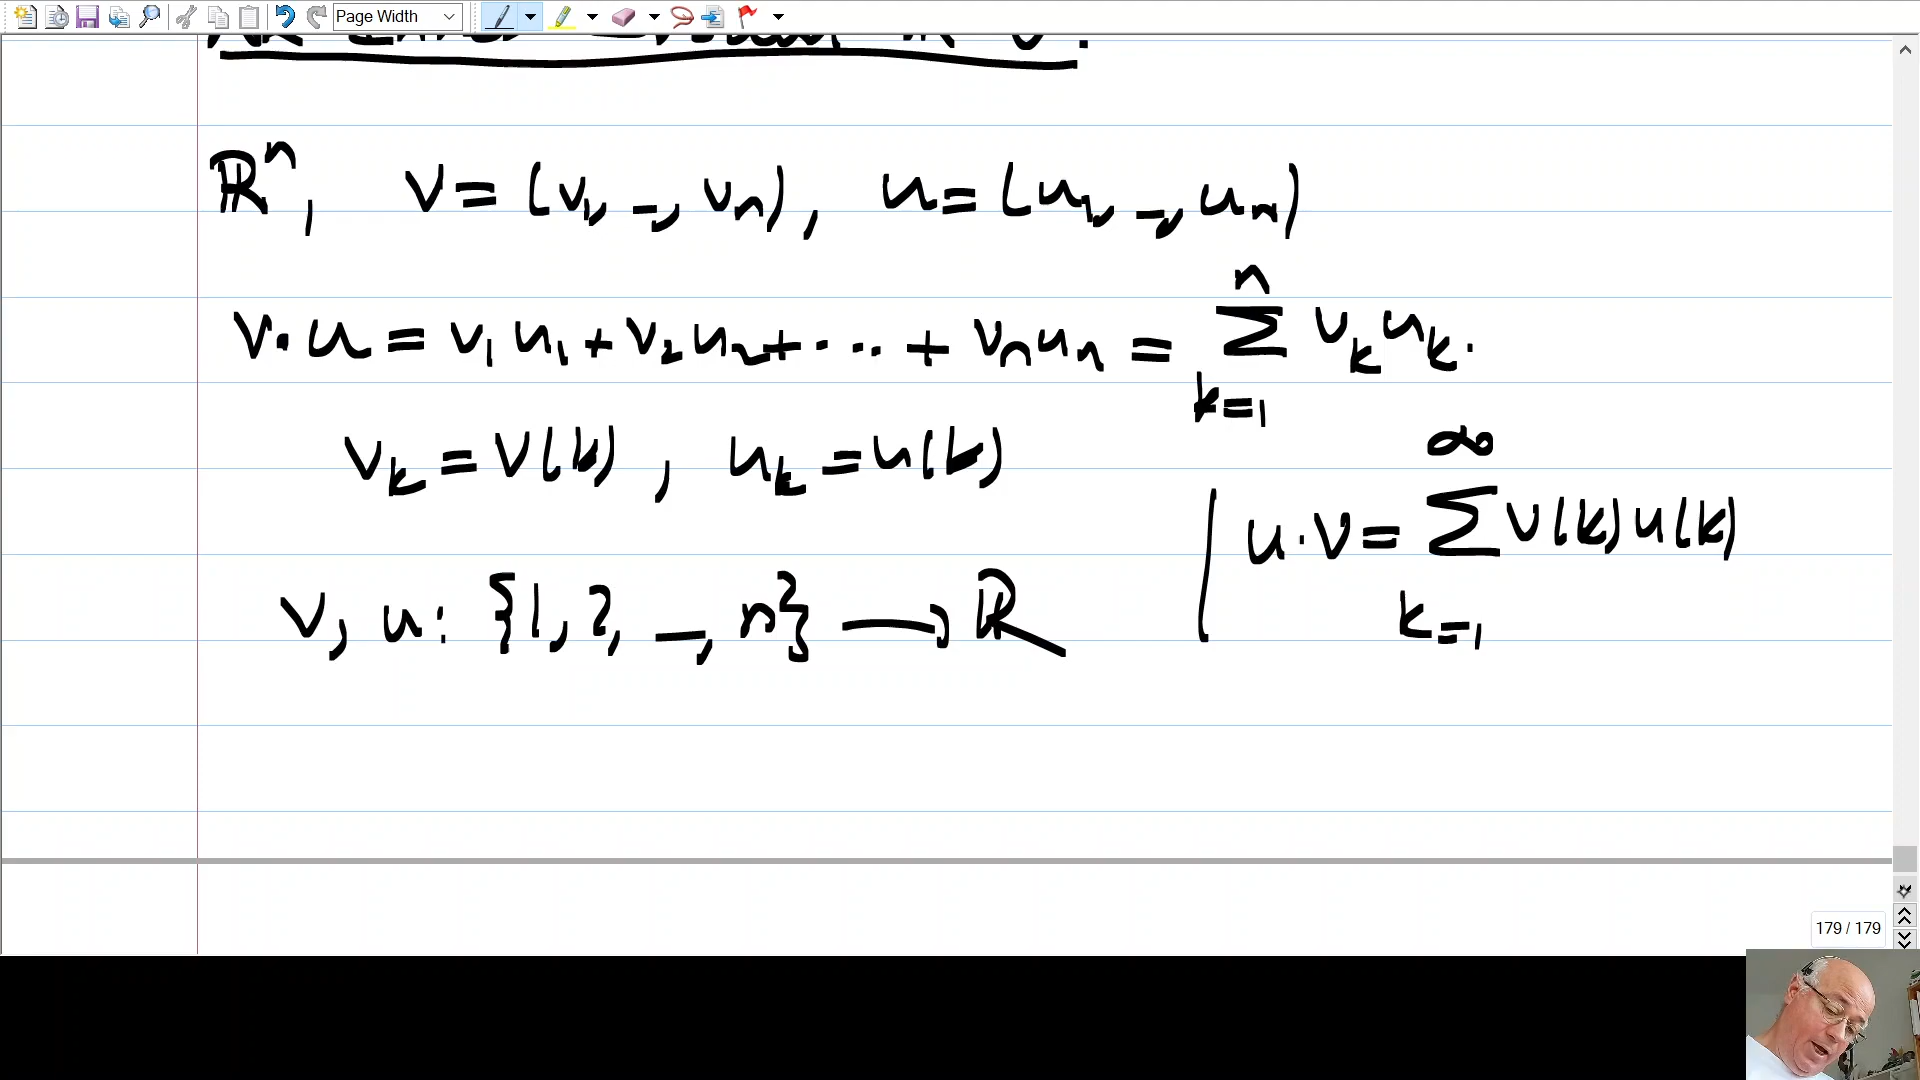 Page Width
ℝⁿ, v = (v₁, –, vₙ), u = (u₁, –, uₙ)
v·u = v₁u₁ + v₂u₂ + ··· + vₙuₙ = ∑ₖ₌₁ⁿ vₖuₖ.
vₖ = v(k), uₖ = u(k)
u·v = ∑ₖ₌₁^∞ v(k)u(k)
v, u: {1, 2, –, n} → ℝ
179 / 179